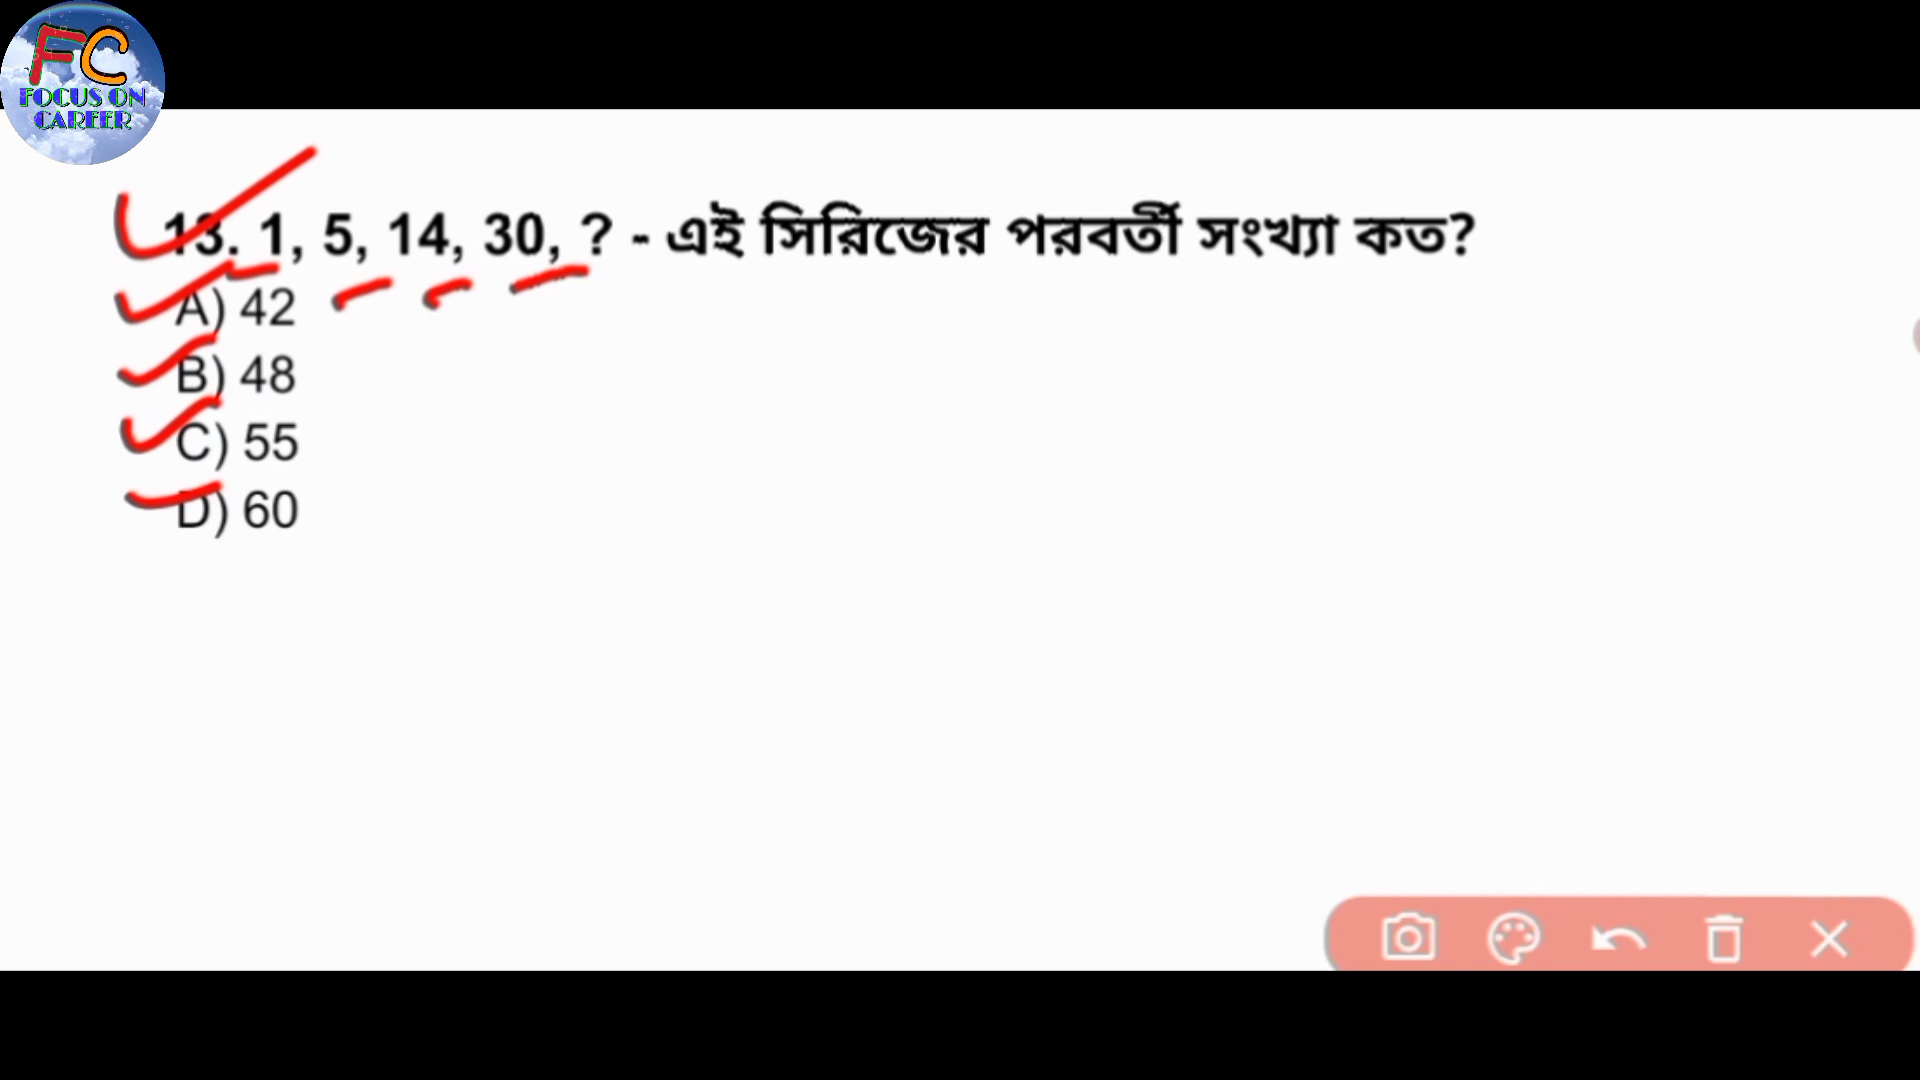 FC
FOCUS ON
CAREER
13. 1, 5, 14, 30, ? - এই সিরিজের পরবর্তী সংখ্যা কত?
A) 42
B) 48
C) 55
D) 60